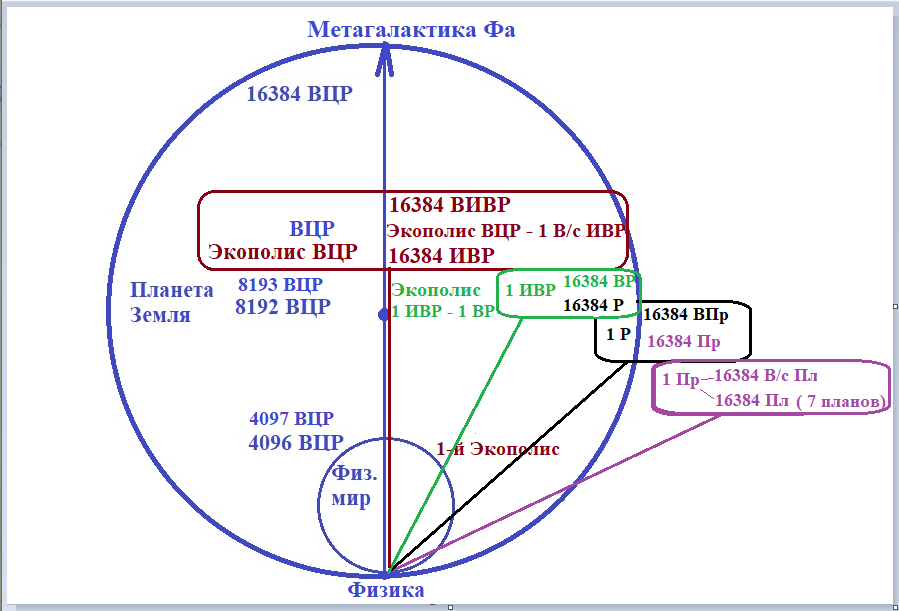 Метагалактика Фа
16384 ВЦР
16384 ВИВР
ВЦР
Экополис ВЦР - 1 В/с ИВР
Экополис ВЦР
16384 ИВР
Планета
Земля
8193 ВЦР
8192 ВЦР
Экополис
1 ИВР - 1 ВР
1 ИВР
16384 ВР
16384 Р
1 Р
16384 ВПр
16384 Пр
1 Пр
16384 В/с Пл
16384 Пл ( 7 планов)
4097 ВЦР
4096 ВЦР
1-й Экополис
Физ.
мир
Физика